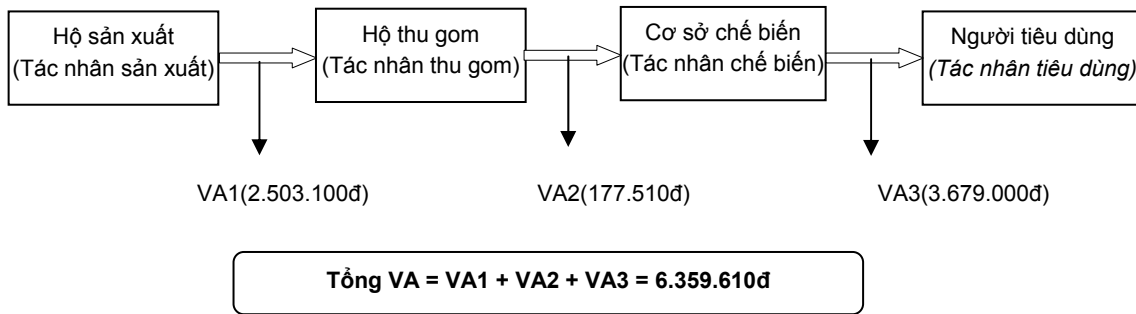 Hộ sản xuất
(Tác nhân sản xuất)
Hộ thu gom
(Tác nhân thu gom)
Cơ sở chế biến
(Tác nhân chế biến)
Người tiêu dùng
(Tác nhân tiêu dùng)
VA1(2.503.100đ)
VA2(177.510đ)
VA3(3.679.000đ)
Tổng VA = VA1 + VA2 + VA3 = 6.359.610đ